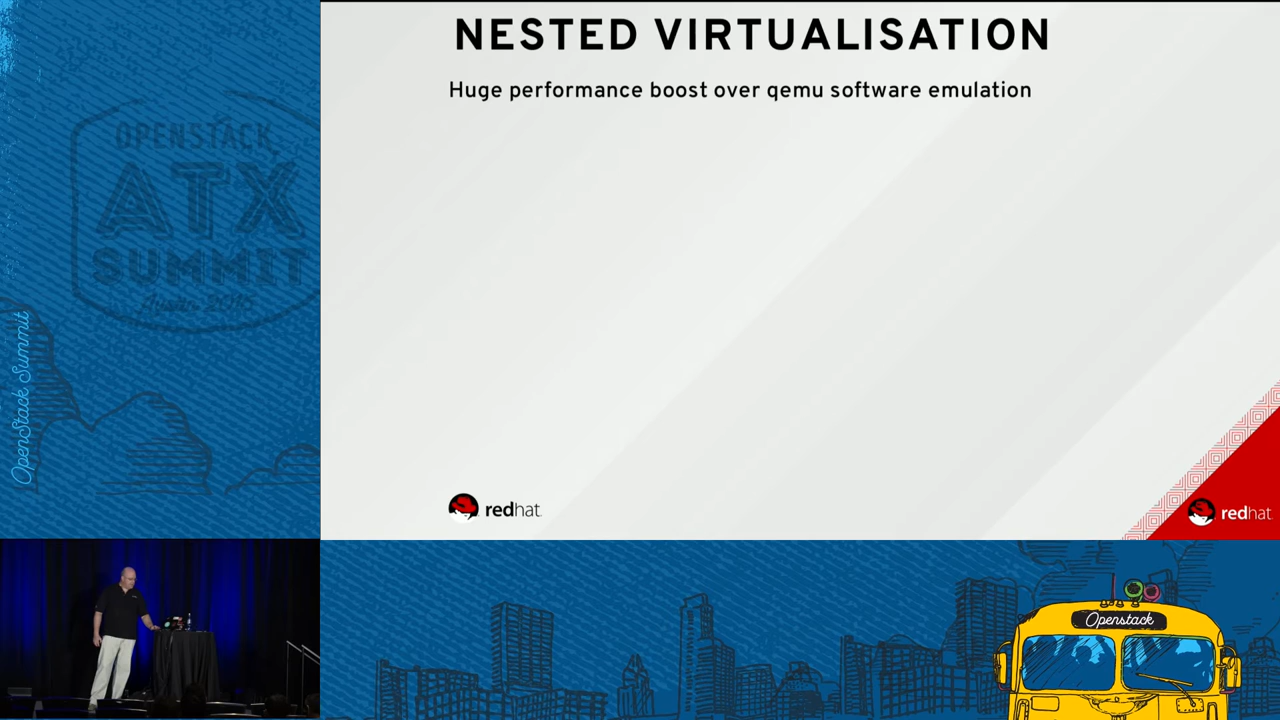 NESTED VIRTUALISATION
Huge performance boost over qemu software emulation
OPENSTACK
ATX
SUMMIT
Austin 2016
OpenStack Summit
redhat.
redhat.
Openstack